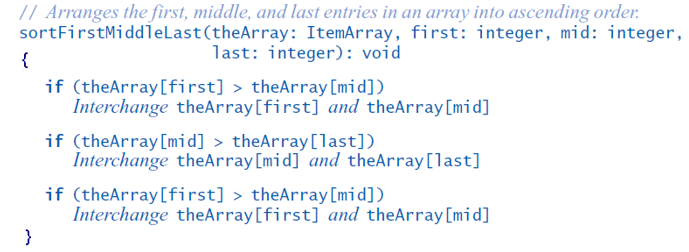 // Arranges the first, middle, and last entries in an array into ascending order.
sortFirstMiddleLast(theArray: ItemArray, first: integer, mid: integer,
last: integer): void
{
if (theArray[first] > theArray[mid])
Interchange theArray[first] and theArray[mid]
if (theArray[mid] > theArray[last])
Interchange theArray[mid] and theArray[last]
if (theArray[first] > theArray[mid])
Interchange theArray[first] and theArray[mid]
}